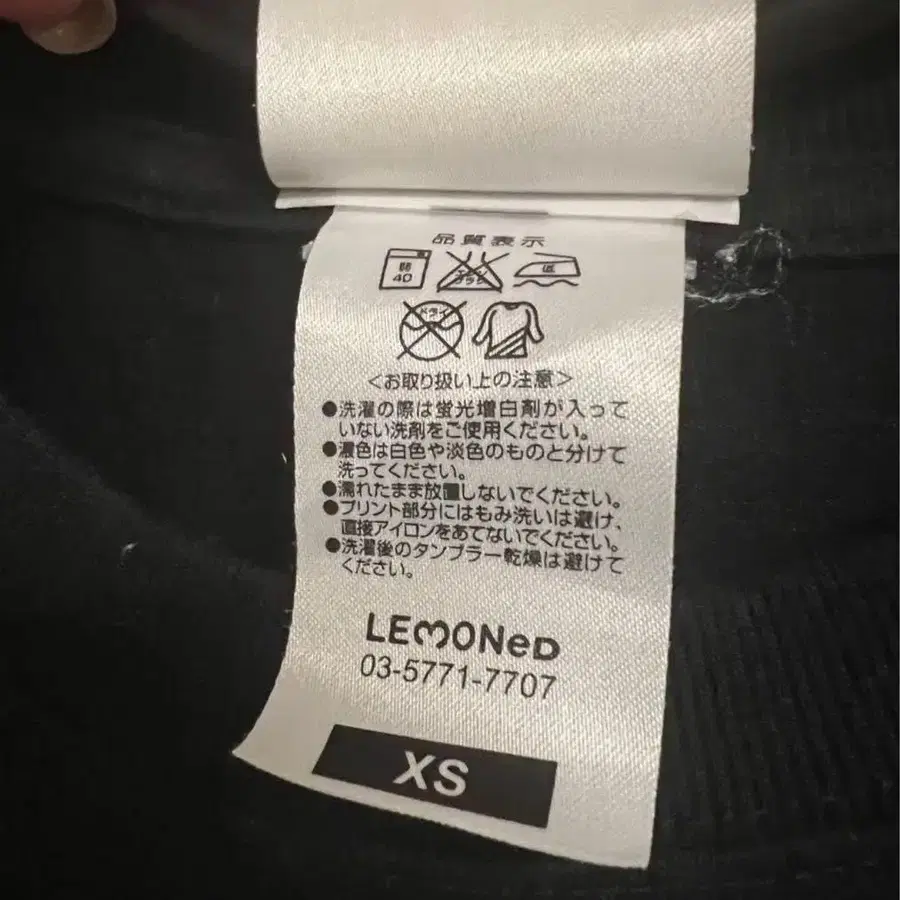 品質表示
弱
40
エンソ
サラシ
低
ドライ
＜お取り扱い上の注意＞
●洗濯の際は蛍光増白剤が入って
いない洗剤をご使用ください。
●濃色は白色や淡色のものと分けて
洗ってください。
●濡れたまま放置しないでください。
●プリント部分にはもみ洗いは避け、
直接アイロンをあてないでください。
●洗濯後のタンブラー乾燥は避けて
ください。
LEMONeD
03-5771-7707
XS